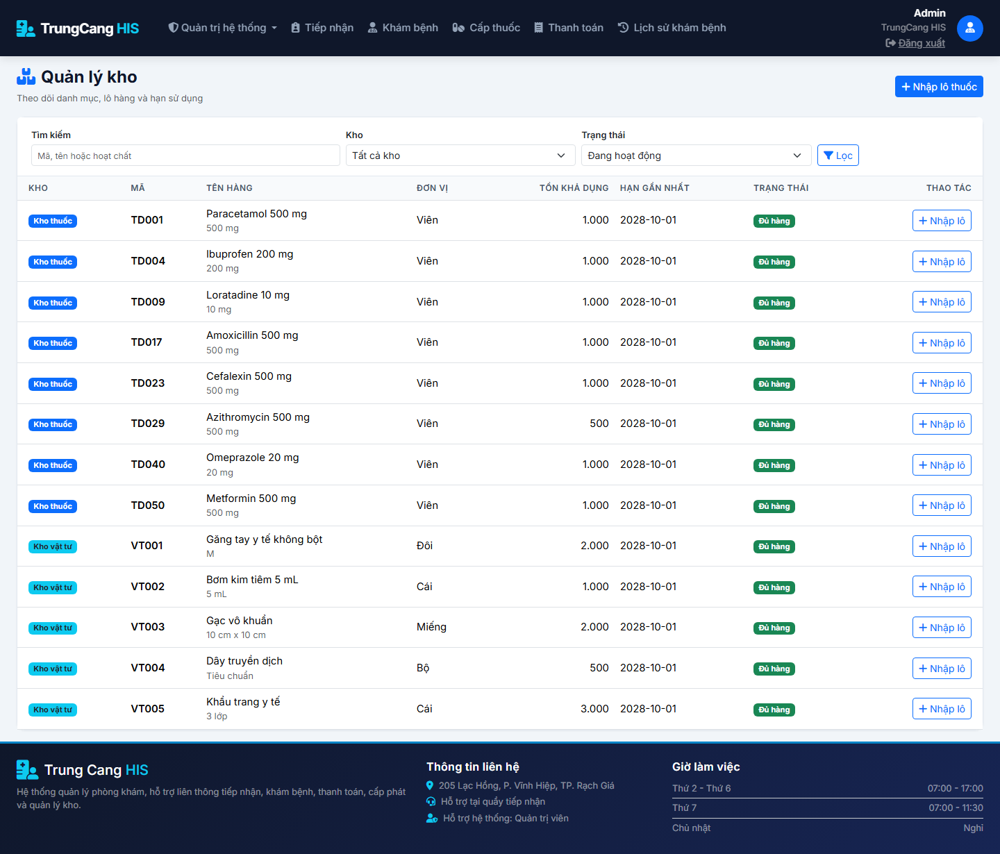 TrungCang HIS
Quản trị hệ thống
Tiếp nhận
Khám bệnh
Cấp thuốc
Thanh toán
Lịch sử khám bệnh
Admin
TrungCang HIS
Đăng xuất
Quản lý kho
Theo dõi danh mục, lô hàng và hạn sử dụng
Nhập lô thuốc
Tìm kiếm
Kho
Trạng thái
Mã, tên hoặc hoạt chất
Tất cả kho
Đang hoạt động
Lọc
KHO MÃ TÊN HÀNG ĐƠN VỊ TỒN KHẢ DỤNG HẠN GẦN NHẤT TRẠNG THÁI THAO TÁC
Kho thuốc TD001 Paracetamol 500 mg Viên 1.000 2028-10-01 Đủ hàng Nhập lô
500 mg
Kho thuốc TD004 Ibuprofen 200 mg Viên 1.000 2028-10-01 Đủ hàng Nhập lô
200 mg
Kho thuốc TD009 Loratadine 10 mg Viên 1.000 2028-10-01 Đủ hàng Nhập lô
10 mg
Kho thuốc TD017 Amoxicillin 500 mg Viên 1.000 2028-10-01 Đủ hàng Nhập lô
500 mg
Kho thuốc TD023 Cefalexin 500 mg Viên 1.000 2028-10-01 Đủ hàng Nhập lô
500 mg
Kho thuốc TD029 Azithromycin 500 mg Viên 500 2028-10-01 Đủ hàng Nhập lô
500 mg
Kho thuốc TD040 Omeprazole 20 mg Viên 1.000 2028-10-01 Đủ hàng Nhập lô
20 mg
Kho thuốc TD050 Metformin 500 mg Viên 1.000 2028-10-01 Đủ hàng Nhập lô
500 mg
Kho vật tư VT001 Găng tay y tế không bột Đôi 2.000 2028-10-01 Đủ hàng Nhập lô
M
Kho vật tư VT002 Bơm kim tiêm 5 mL Cái 1.000 2028-10-01 Đủ hàng Nhập lô
5 mL
Kho vật tư VT003 Gạc vô khuẩn Miếng 2.000 2028-10-01 Đủ hàng Nhập lô
10 cm x 10 cm
Kho vật tư VT004 Dây truyền dịch Bộ 500 2028-10-01 Đủ hàng Nhập lô
Tiêu chuẩn
Kho vật tư VT005 Khẩu trang y tế Cái 3.000 2028-10-01 Đủ hàng Nhập lô
3 lớp
Trung Cang HIS
Hệ thống quản lý phòng khám, hỗ trợ liên thông tiếp nhận, khám bệnh, thanh toán, cấp phát
và quản lý kho.
Thông tin liên hệ
205 Lạc Hồng, P. Vĩnh Hiệp, TP. Rạch Giá
Hỗ trợ tại quầy tiếp nhận
Hỗ trợ hệ thống: Quản trị viên
Giờ làm việc
Thứ 2 - Thứ 6 07:00 - 17:00
Thứ 7 07:00 - 11:30
Chủ nhật Nghỉ